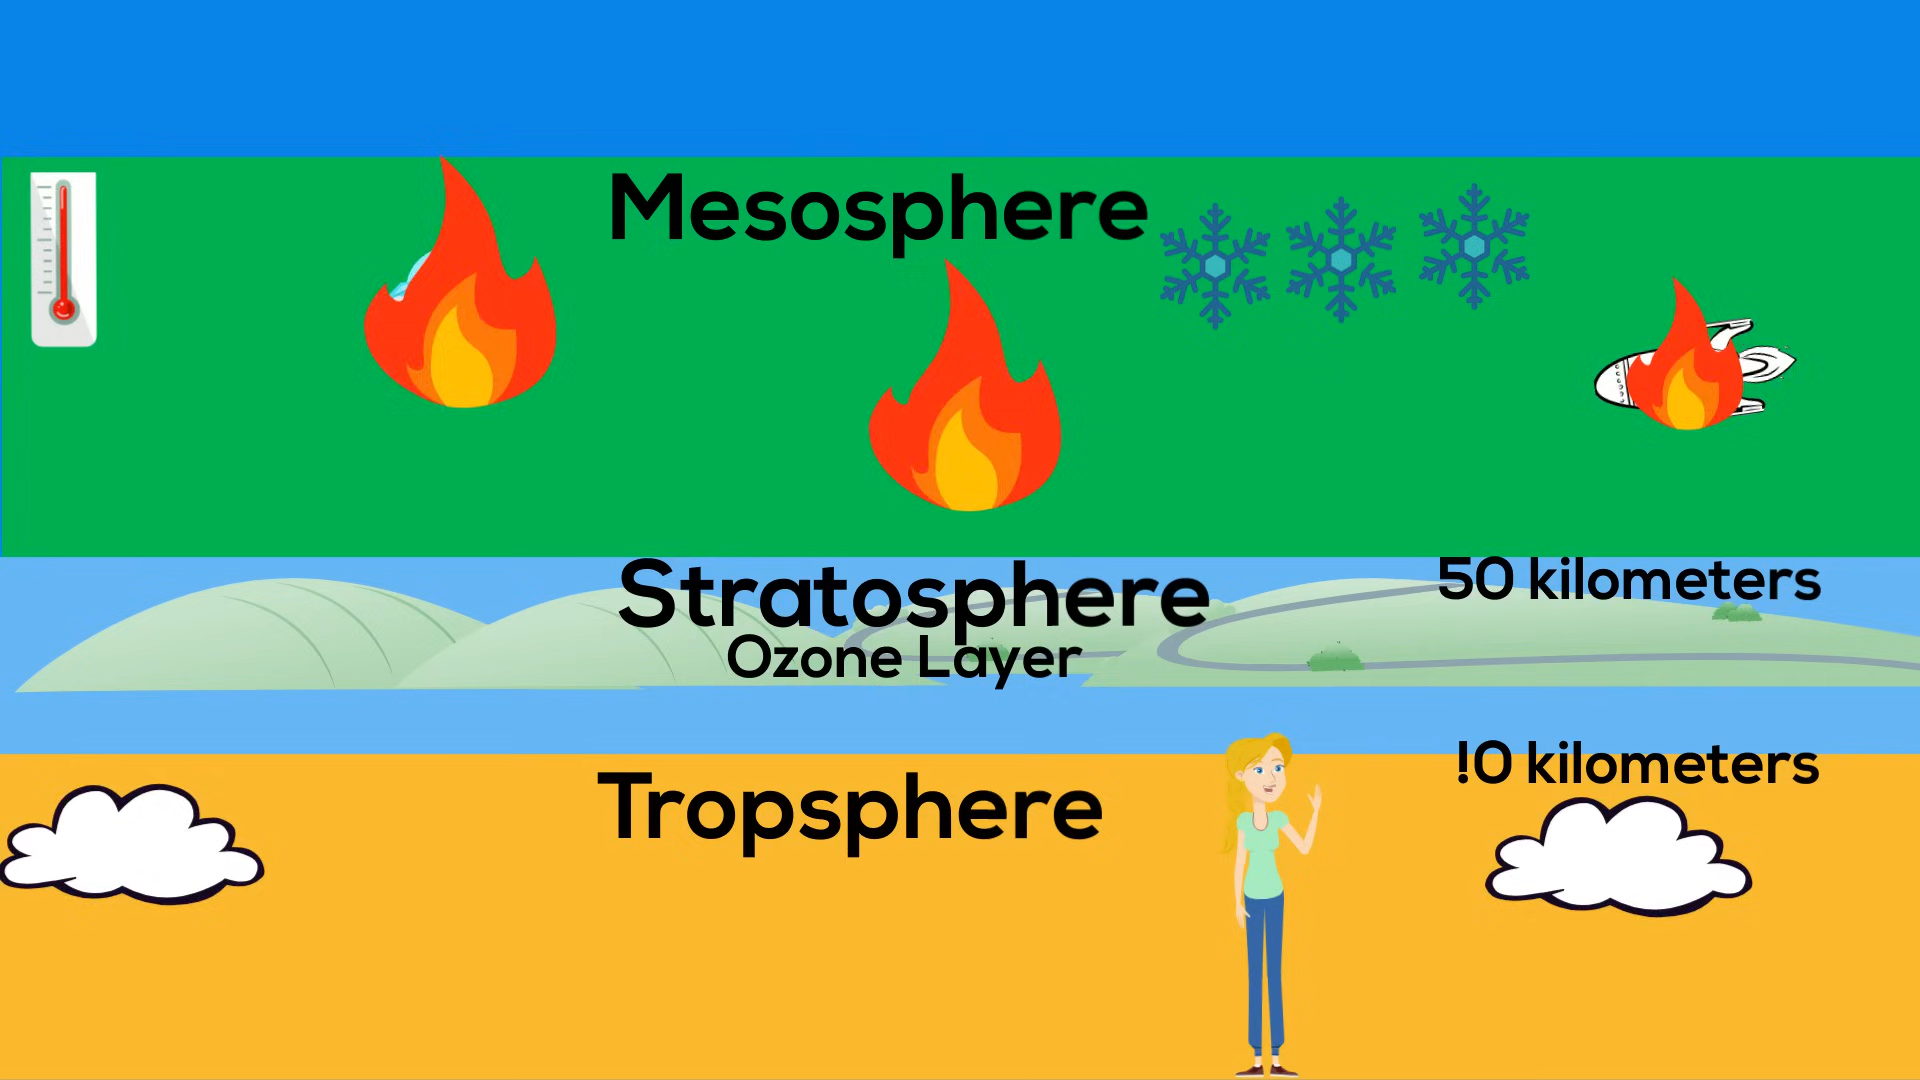 Mesosphere
Stratosphere
50 kilometers
Ozone Layer
!0 kilometers
Tropsphere